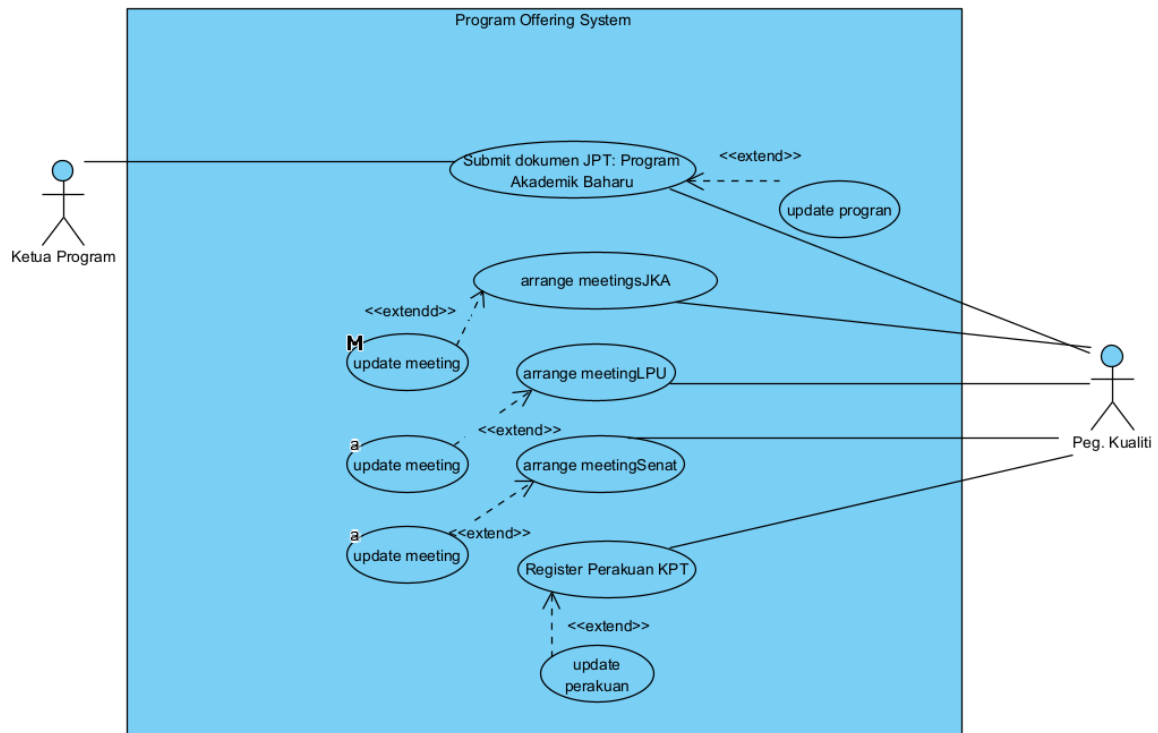 Program Offering System
Submit dokumen JPT: Program
Akademik Baharu
<<extend>>
update progran
Ketua Program
arrange meetingsJKA
<<extendd>>
M
update meeting
arrange meetingLPU
<<extend>>
a
update meeting
arrange meetingSenat
Peg. Kualiti
<<extend>>
a
update meeting
Register Perakuan KPT
<<extend>>
update
perakuan